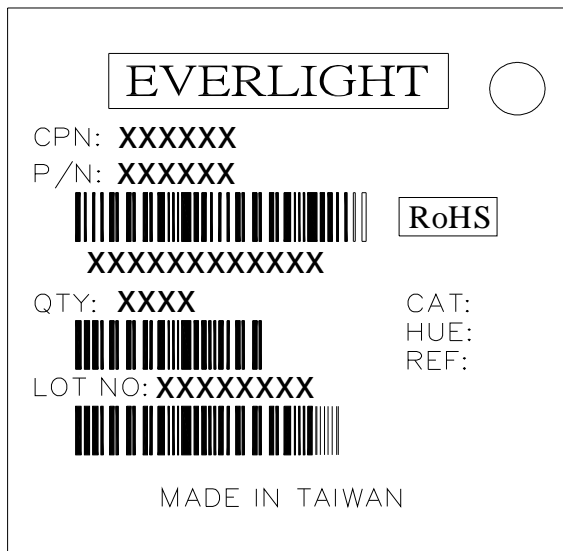 EVERLIGHT
CPN: XXXXXX
P/N: XXXXXX
RoHS
XXXXXXXXXXXX
QTY: XXXX
CAT:
HUE:
REF:
LOT NO: XXXXXXXX
MADE IN TAIWAN